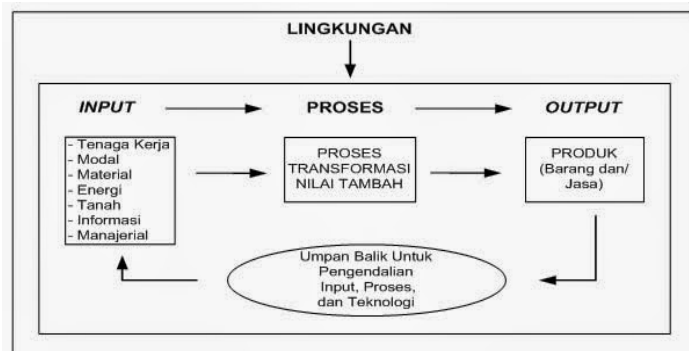 LINGKUNGAN
INPUT
PROSES
OUTPUT
- Tenaga Kerja
- Modal
- Material
- Energi
- Tanah
- Informasi
- Manajerial
PROSES
TRANSFORMASI
NILAI TAMBAH
PRODUK
(Barang dan/
Jasa)
Umpan Balik Untuk
Pengendalian
Input, Proses,
dan Teknologi